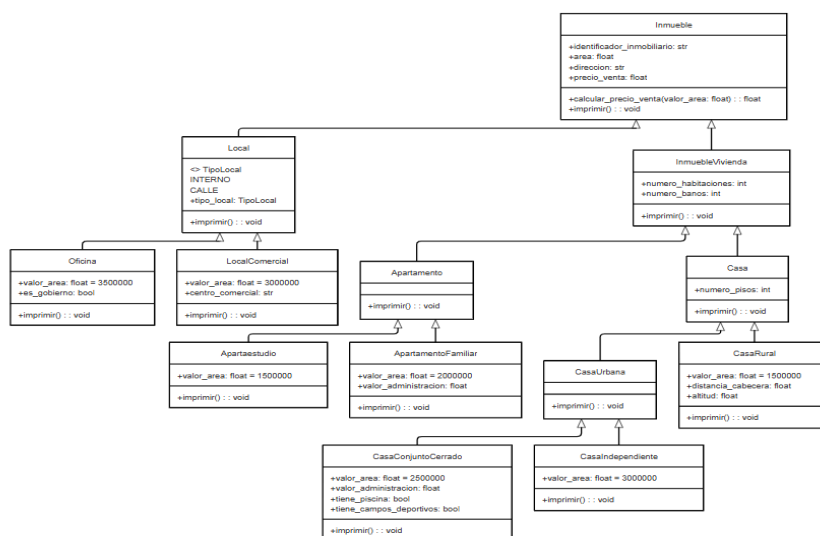 Inmueble
+identificador_inmobiliario: str
+area: float
+direccion: str
+precio_venta: float
+calcular_precio_venta(valor_area: float) : : float
+imprimir() : : void
Local
<> TipoLocal
INTERNO
CALLE
+tipo_local: TipoLocal
+imprimir() : : void
InmuebleVivienda
+numero_habitaciones: int
+numero_banos: int
+imprimir() : : void
Oficina
+valor_area: float = 3500000
+es_gobierno: bool
+imprimir() : : void
LocalComercial
+valor_area: float = 3000000
+centro_comercial: str
+imprimir() : : void
Apartamento
+imprimir() : : void
Casa
+numero_pisos: int
+imprimir() : : void
Apartaestudio
+valor_area: float = 1500000
+imprimir() : : void
ApartamentoFamiliar
+valor_area: float = 2000000
+valor_administracion: float
+imprimir() : : void
CasaUrbana
+imprimir() : : void
CasaRural
+valor_area: float = 1500000
+distancia_cabecera: float
+altitud: float
+imprimir() : : void
CasaConjuntoCerrado
+valor_area: float = 2500000
+valor_administracion: float
+tiene_piscina: bool
+tiene_campos_deportivos: bool
+imprimir() : : void
CasaIndependiente
+valor_area: float = 3000000
+imprimir() : : void